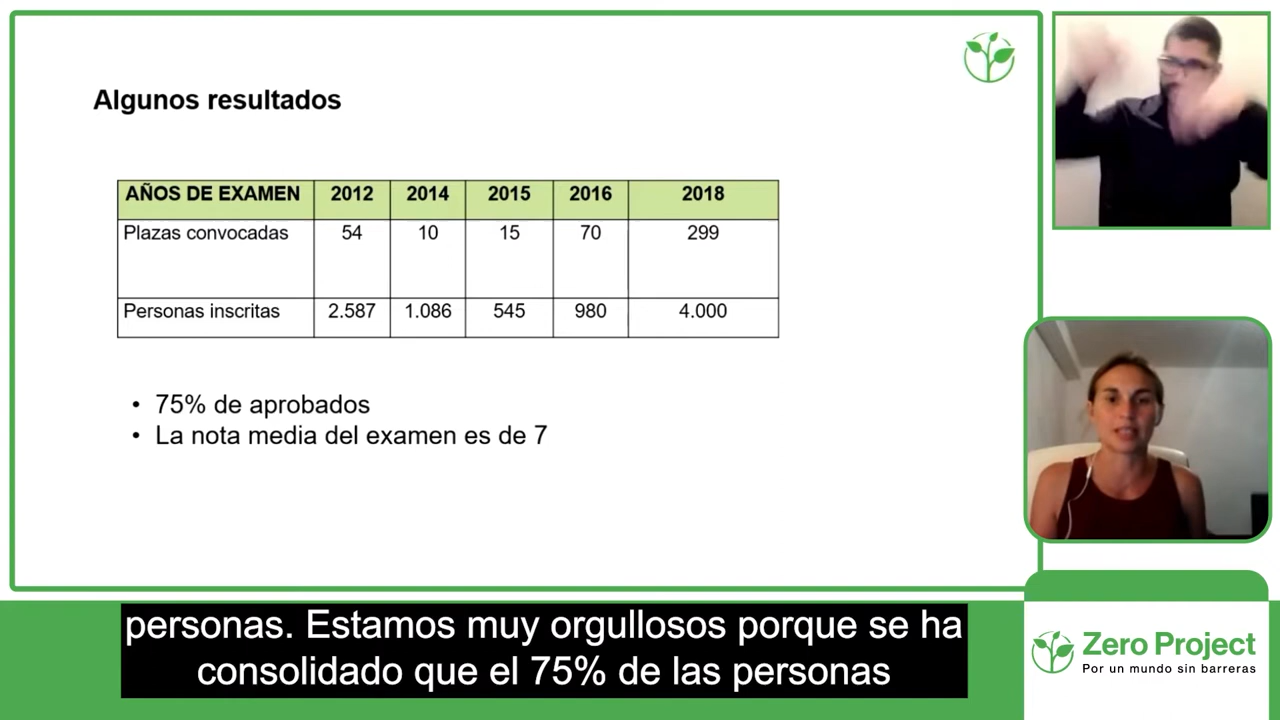 Algunos resultados
AÑOS DE EXAMEN 2012 2014 2015 2016 2018
Plazas convocadas 54 10 15 70 299
Personas inscritas 2.587 1.086 545 980 4.000
• 75% de aprobados
• La nota media del examen es de 7
personas. Estamos muy orgullosos porque se ha
consolidado que el 75% de las personas
Zero Project
Por un mundo sin barreras